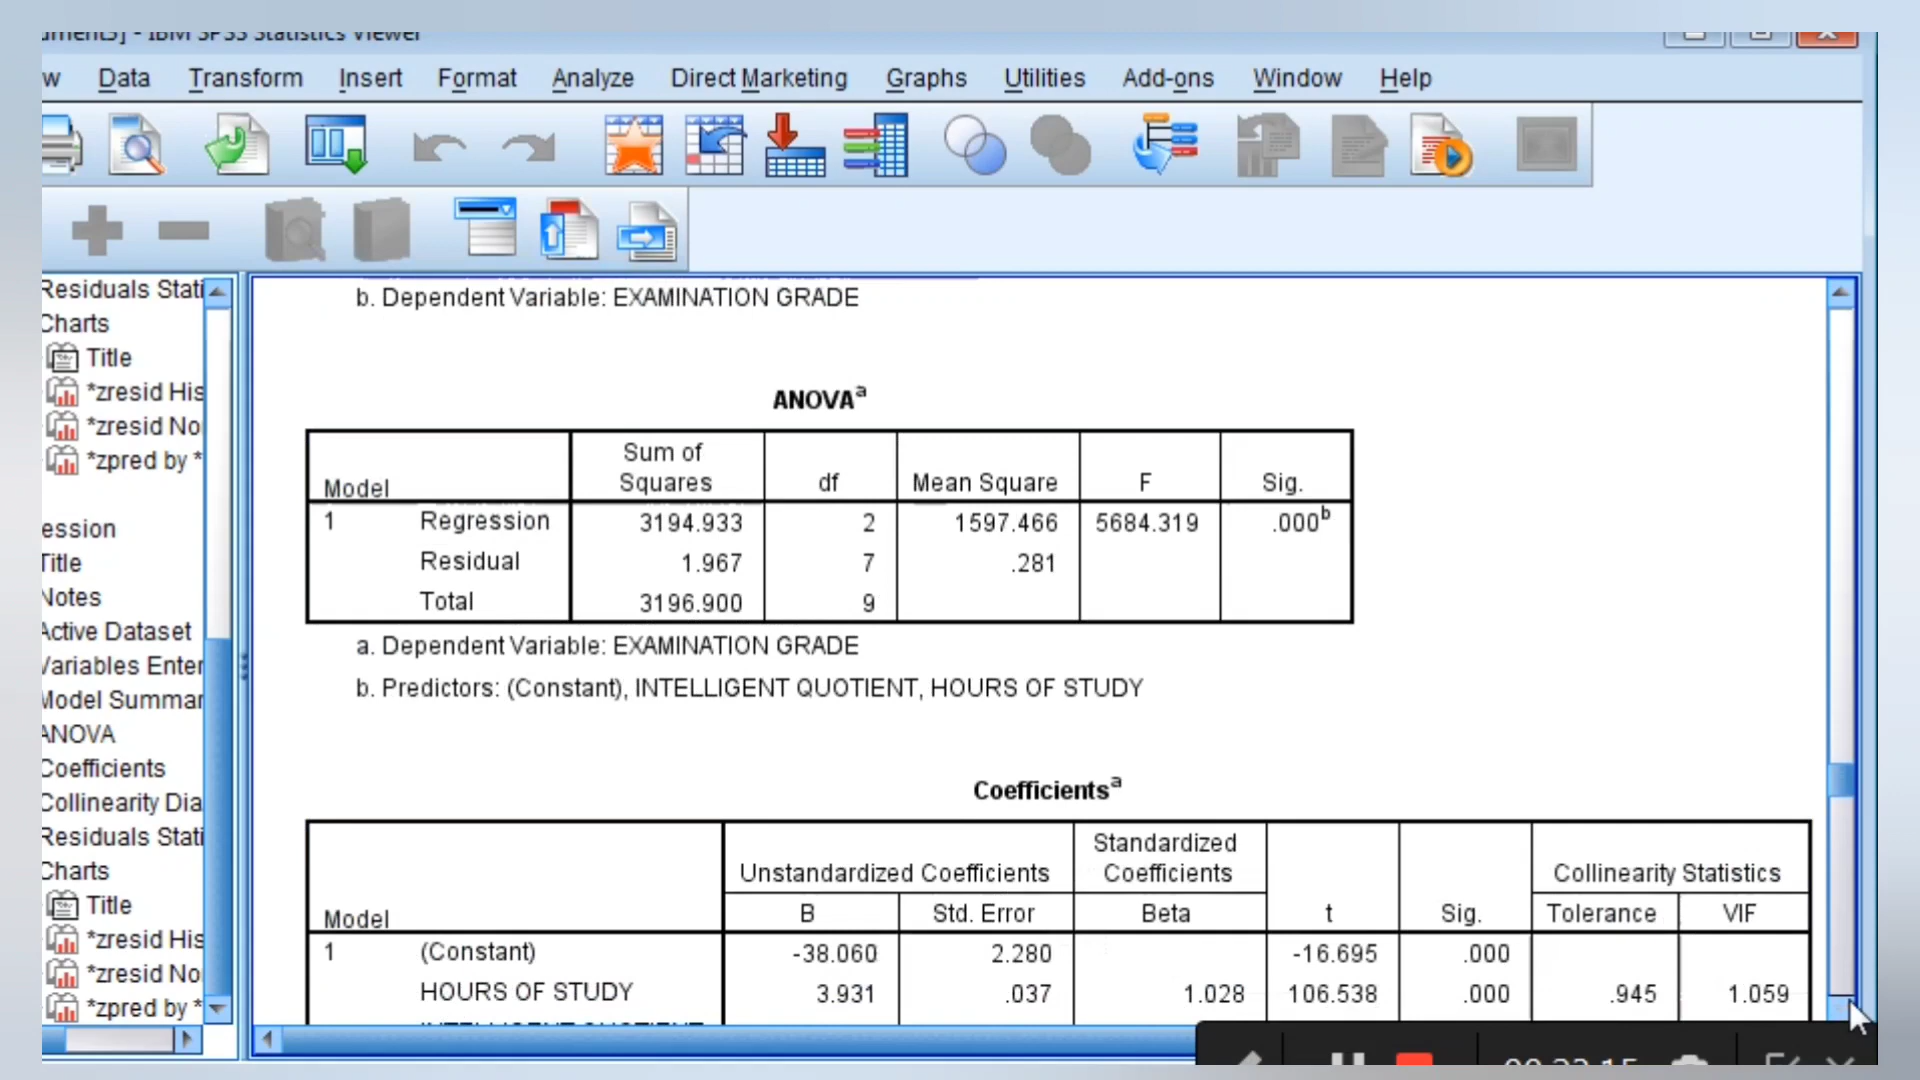 IBM SPSS Statistics Viewer
w Data Transform Insert Format Analyze Direct Marketing Graphs Utilities Add-ons Window Help
Residuals Stati
Charts
Title
*zresid His
*zresid No
*zpred by *
ession
Title
Notes
Active Dataset
Variables Enter
Model Summar
ANOVA
Coefficients
Collinearity Dia
Residuals Stati
Charts
Title
*zresid His
*zresid No
*zpred by *
b. Dependent Variable: EXAMINATION GRADE
ANOVAa
Model Sum of Squares df Mean Square F Sig.
1 Regression 3194.933 2 1597.466 5684.319 .000b
Residual 1.967 7 .281
Total 3196.900 9
a. Dependent Variable: EXAMINATION GRADE
b. Predictors: (Constant), INTELLIGENT QUOTIENT, HOURS OF STUDY
Coefficientsa
Unstandardized Coefficients Standardized Coefficients Collinearity Statistics
Model B Std. Error Beta t Sig. Tolerance VIF
1 (Constant) -38.060 2.280 -16.695 .000
HOURS OF STUDY 3.931 .037 1.028 106.538 .000 .945 1.059